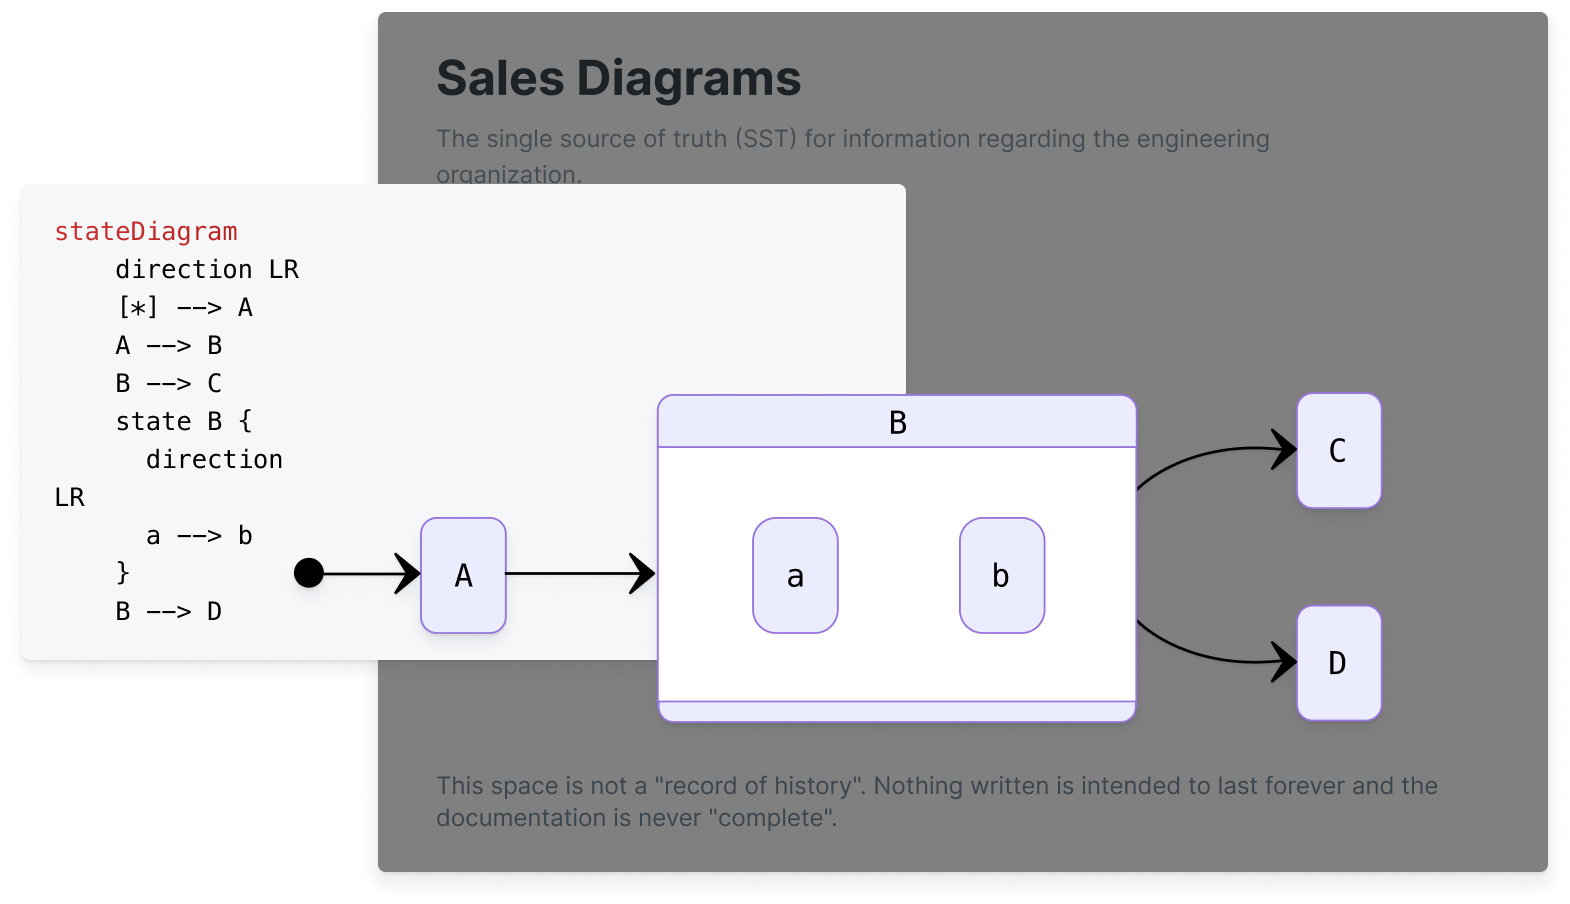 Sales Diagrams
The single source of truth (SST) for information regarding the engineering
organization.
stateDiagram
direction LR
[*] --> A
A --> B
B --> C
state B {
direction
LR
a --> b
}
B --> D
A
B
a
b
C
D
This space is not a "record of history". Nothing written is intended to last forever and the
documentation is never "complete".